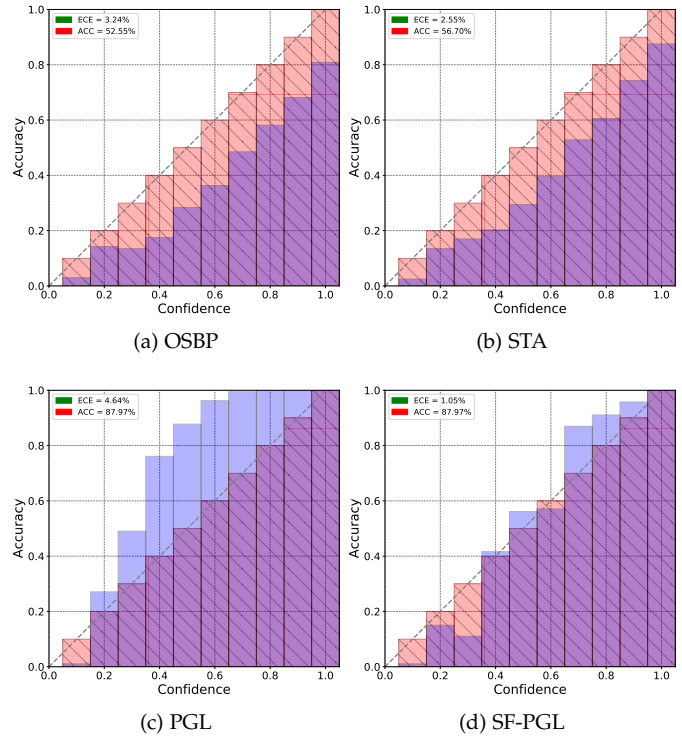 ECE = 3.24%
ACC = 52.55%
1.0
0.8
0.6
0.4
0.2
0.0
Accuracy
0.0 0.2 0.4 0.6 0.8 1.0
Confidence
(a) OSBP
ECE = 2.55%
ACC = 56.70%
1.0
0.8
0.6
0.4
0.2
0.0
Accuracy
0.0 0.2 0.4 0.6 0.8 1.0
Confidence
(b) STA
ECE = 4.64%
ACC = 87.97%
1.0
0.8
0.6
0.4
0.2
0.0
Accuracy
0.0 0.2 0.4 0.6 0.8 1.0
Confidence
(c) PGL
ECE = 1.05%
ACC = 87.97%
1.0
0.8
0.6
0.4
0.2
0.0
Accuracy
0.0 0.2 0.4 0.6 0.8 1.0
Confidence
(d) SF-PGL